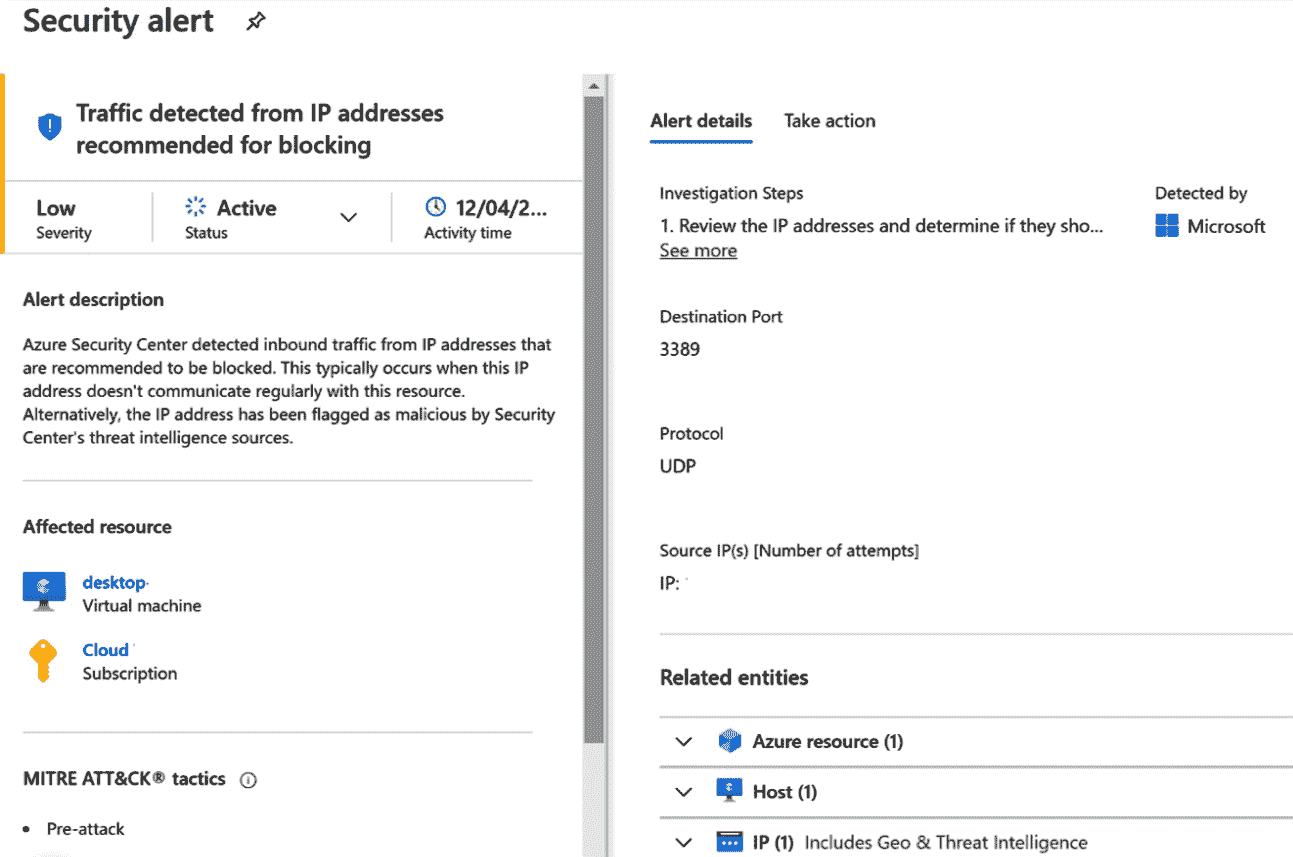 Security alert
Traffic detected from IP addresses
recommended for blocking
Low
Severity
Active
Status
12/04/2...
Activity time
Alert description
Azure Security Center detected inbound traffic from IP addresses that
are recommended to be blocked. This typically occurs when this IP
address doesn't communicate regularly with this resource.
Alternatively, the IP address has been flagged as malicious by Security
Center's threat intelligence sources.
Affected resource
desktop-
Virtual machine
Cloud
Subscription
MITRE ATT&CK® tactics
• Pre-attack
Alert details
Take action
Investigation Steps
1. Review the IP addresses and determine if they sho...
See more
Detected by
Microsoft
Destination Port
3389
Protocol
UDP
Source IP(s) [Number of attempts]
IP:
Related entities
Azure resource (1)
Host (1)
IP (1) Includes Geo & Threat Intelligence